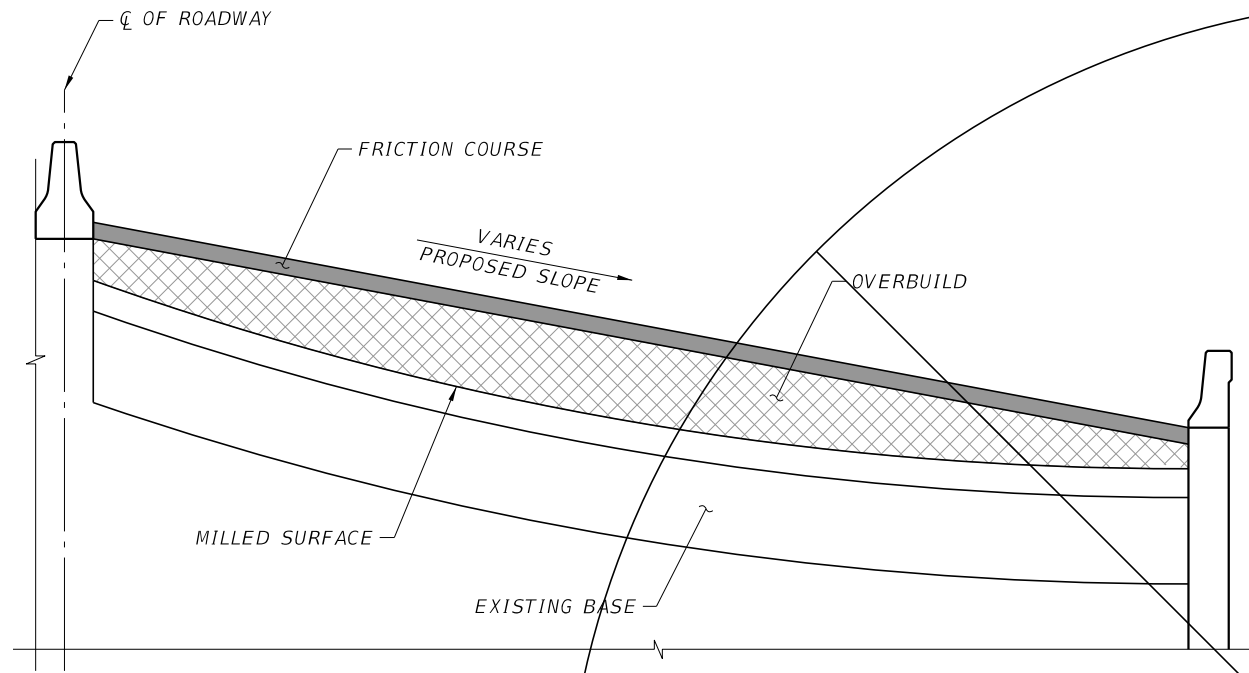 ℄ OF ROADWAY
FRICTION COURSE
VARIES
PROPOSED SLOPE
OVERBUILD
MILLED SURFACE
EXISTING BASE